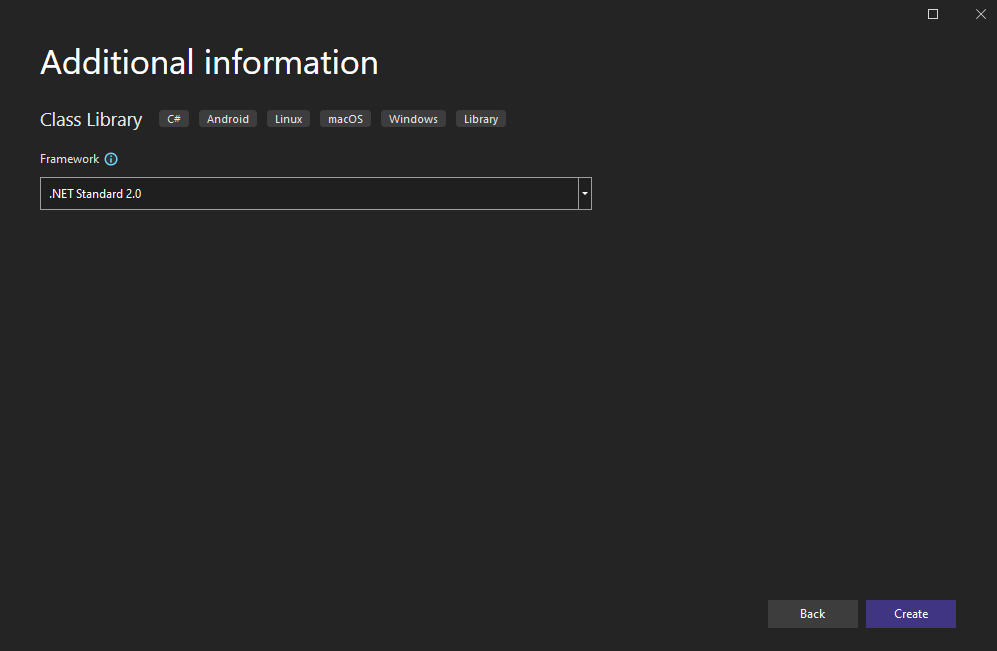 Additional information
Class Library C# Android Linux macOS Windows Library
Framework
.NET Standard 2.0
Back Create